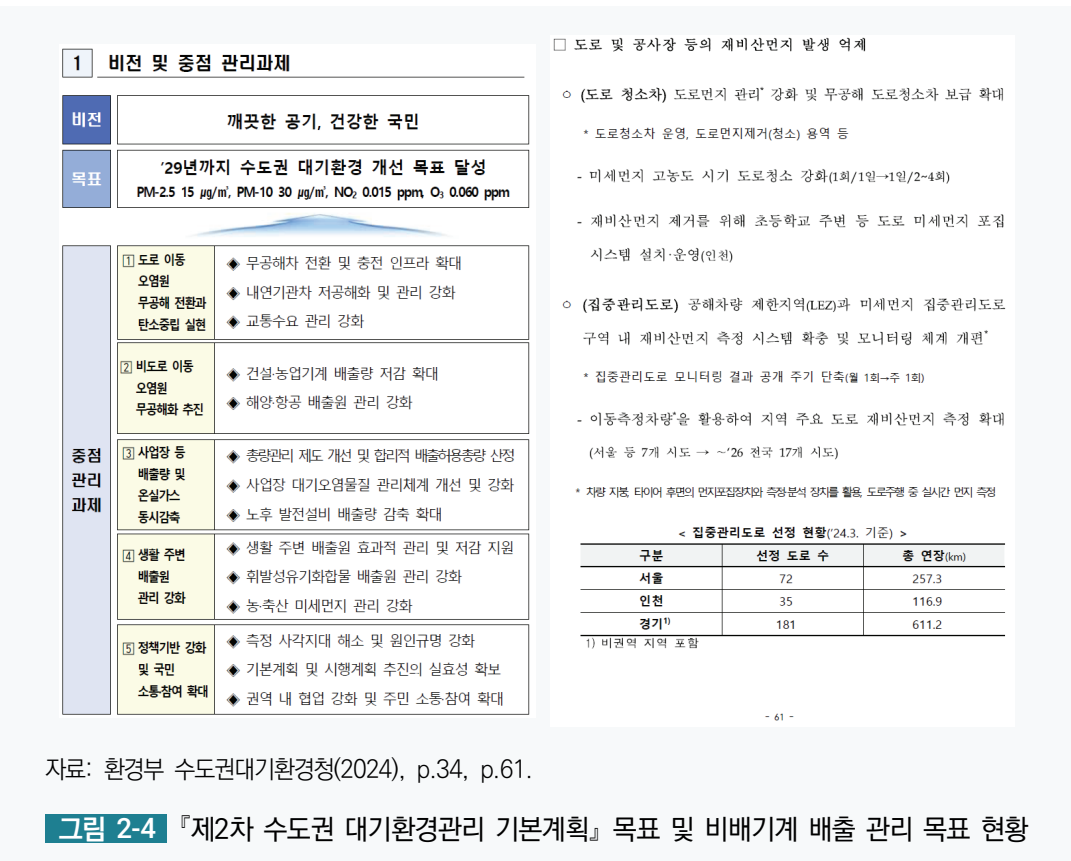 1 비전 및 중점 관리과제
비전
깨끗한 공기, 건강한 국민
목표
'29년까지 수도권 대기환경 개선 목표 달성
PM-2.5 15 ㎍/㎥, PM-10 30 ㎍/㎥, NO₂ 0.015 ppm, O₃ 0.060 ppm
중점
관리
과제
1 도로 이동
오염원
무공해 전환과
탄소중립 실현
◈ 무공해차 전환 및 충전 인프라 확대
◈ 내연기관차 저공해화 및 관리 강화
◈ 교통수요 관리 강화
2 비도로 이동
오염원
무공해화 추진
◈ 건설·농업기계 배출량 저감 확대
◈ 해양·항공 배출원 관리 강화
3 사업장 등
배출량 및
온실가스
동시감축
◈ 총량관리 제도 개선 및 합리적 배출허용총량 산정
◈ 사업장 대기오염물질 관리체계 개선 및 강화
◈ 노후 발전설비 배출량 감축 확대
4 생활 주변
배출원
관리 강화
◈ 생활 주변 배출원 효과적 관리 및 저감 지원
◈ 휘발성유기화합물 배출원 관리 강화
◈ 농·축산 미세먼지 관리 강화
5 정책기반 강화
및 국민
소통·참여 확대
◈ 측정 사각지대 해소 및 원인규명 강화
◈ 기본계획 및 시행계획 추진의 실효성 확보
◈ 권역 내 협업 강화 및 주민 소통·참여 확대
□ 도로 및 공사장 등의 재비산먼지 발생 억제
○ (도로 청소차) 도로먼지 관리* 강화 및 무공해 도로청소차 보급 확대
* 도로청소차 운영, 도로먼지제거(청소) 용역 등
- 미세먼지 고농도 시기 도로청소 강화(1회/1일→1일/2~4회)
- 재비산먼지 제거를 위해 초등학교 주변 등 도로 미세먼지 포집
시스템 설치·운영(인천)
○ (집중관리도로) 공해차량 제한지역(LEZ)과 미세먼지 집중관리도로
구역 내 재비산먼지 측정 시스템 확충 및 모니터링 체계 개편*
* 집중관리도로 모니터링 결과 공개 주기 단축(월 1회→주 1회)
- 이동측정차량*을 활용하여 지역 주요 도로 재비산먼지 측정 확대
(서울 등 7개 시도 → ~'26 전국 17개 시도)
* 차량 지붕, 타이어 후면의 먼지포집장치와 측정·분석 장치를 활용, 도로주행 중 실시간 먼지 측정
< 집중관리도로 선정 현황('24.3. 기준) >
구분 선정 도로 수 총 연장(km)
서울 72 257.3
인천 35 116.9
경기1) 181 611.2
1) 비권역 지역 포함
- 61 -
자료: 환경부 수도권대기환경청(2024), p.34, p.61.
그림 2-4 『제2차 수도권 대기환경관리 기본계획』 목표 및 비배기계 배출 관리 목표 현황